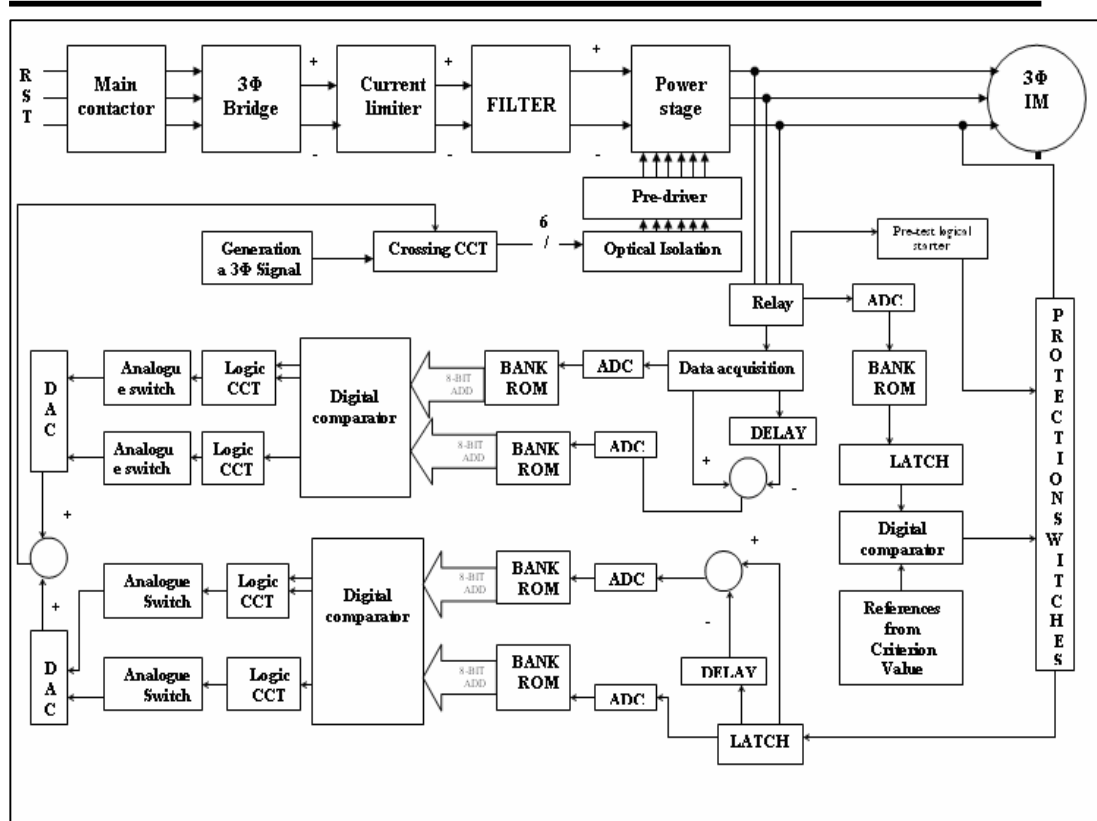 R
S
T
Main
contactor
3Φ
Bridge
+
-
Current
limiter
+
-
FILTER
+
-
Power
stage
3Φ
IM
Pre-driver
6
/
Generation
a 3Φ Signal
Crossing CCT
Optical Isolation
Pre-test logical
starter
Relay
ADC
PROTECTIONSWITCHES
DAC
Analogu
e switch
Logic
CCT
Digital
comparator
8-BIT
ADD
BANK
ROM
ADC
Data acquisition
BANK
ROM
DELAY
Analogu
e switch
Logic
CCT
8-BIT
ADD
BANK
ROM
ADC
+
-
LATCH
+
Digital
comparator
+
Analogue
Switch
Logic
CCT
Digital
comparator
8-BIT
ADD
BANK
ROM
ADC
+
-
References
from
Criterion
Value
DAC
Analogue
Switch
Logic
CCT
8-BIT
ADD
BANK
ROM
ADC
DELAY
LATCH